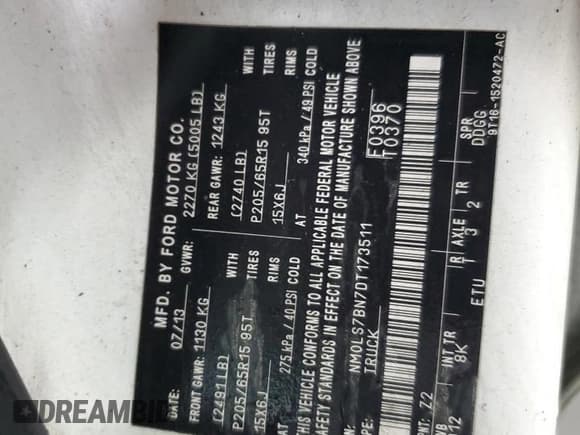 MFD. BY FORD MOTOR CO.
DATE: 07/13 GVWR: 2270 KG (5005 LB)
FRONT GAWR: 1130 KG REAR GAWR: 1243 KG
(2491 LB) WITH (2740 LB) WITH
P205/65R15 95T TIRES P205/65R15 95T TIRES
15X6J RIMS 15X6J RIMS
275 kPa / 40 PSI COLD AT 340 kPa / 49 PSI COLD
THIS VEHICLE CONFORMS TO ALL APPLICABLE FEDERAL MOTOR VEHICLE
SAFETY STANDARDS IN EFFECT ON THE DATE OF MANUFACTURE SHOWN ABOVE
NM0LS7BN7DT173511 F0396
TYPE: TRUCK T0370
PNT: Z2
WB INT TR R AXLE TR SPR
12 8K ETU 3 2 DDGG
9T16-1520472-AC
DREAMBID